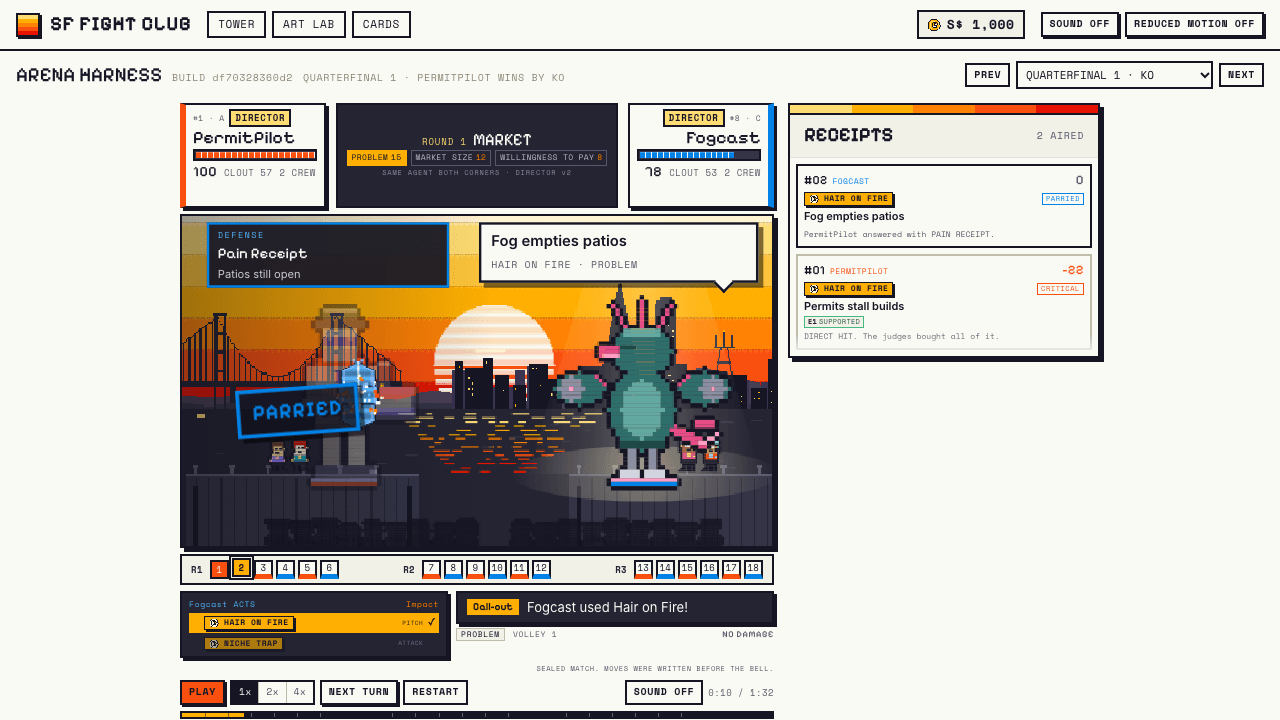 SF FIGHT CLUB
TOWER
ART LAB
CARDS
S$ 1,000
SOUND OFF
REDUCED MOTION OFF
ARENA HARNESS
BUILD df70328360d2 QUARTERFINAL 1 · PERMITPILOT WINS BY KO
PREV
QUARTERFINAL 1 · KO
NEXT
#1 · A DIRECTOR
PermitPilot
100 CLOUT 57 2 CREW
ROUND 1 MARKET
PROBLEM 15 MARKET SIZE 12 WILLINGNESS TO PAY 8
SAME AGENT BOTH CORNERS · DIRECTOR v2
DIRECTOR #8 · C
Fogcast
78 CLOUT 53 2 CREW
RECEIPTS
2 AIRED
#02 FOGCAST 0
HAIR ON FIRE PARRIED
Fog empties patios
PermitPilot answered with PAIN RECEIPT.
#01 PERMITPILOT -22
HAIR ON FIRE CRITICAL
Permits stall builds
E1 SUPPORTED
DIRECT HIT. The judges bought all of it.
DEFENSE
Pain Receipt
Patios still open
Fog empties patios
HAIR ON FIRE · PROBLEM
PARRIED
R1 1 2 3 4 5 6 R2 7 8 9 10 11 12 R3 13 14 15 16 17 18
Fogcast ACTS Impact
HAIR ON FIRE PITCH ✓
NICHE TRAP ATTACK
Call-out Fogcast used Hair on Fire!
PROBLEM VOLLEY 1 NO DAMAGE
SEALED MATCH. MOVES WERE WRITTEN BEFORE THE BELL.
PLAY
1x 2x 4x
NEXT TURN
RESTART
SOUND OFF
0:10 / 1:32